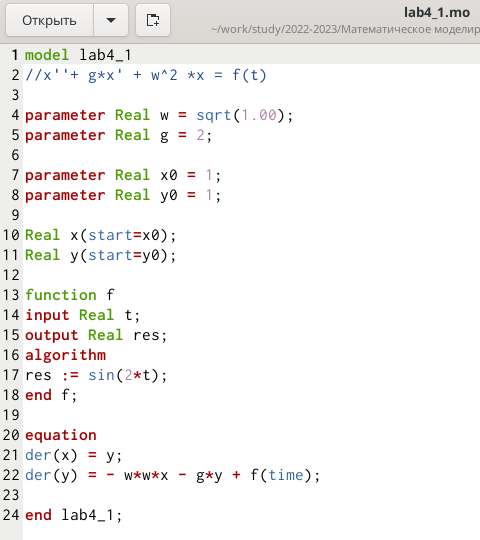 Открыть
lab4_1.mo
~/work/study/2022-2023/Математическое моделир
1 model lab4_1
2 //x''+ g*x' + w^2 *x = f(t)
3
4 parameter Real w = sqrt(1.00);
5 parameter Real g = 2;
6
7 parameter Real x0 = 1;
8 parameter Real y0 = 1;
9
10 Real x(start=x0);
11 Real y(start=y0);
12
13 function f
14 input Real t;
15 output Real res;
16 algorithm
17 res := sin(2*t);
18 end f;
19
20 equation
21 der(x) = y;
22 der(y) = - w*w*x - g*y + f(time);
23
24 end lab4_1;